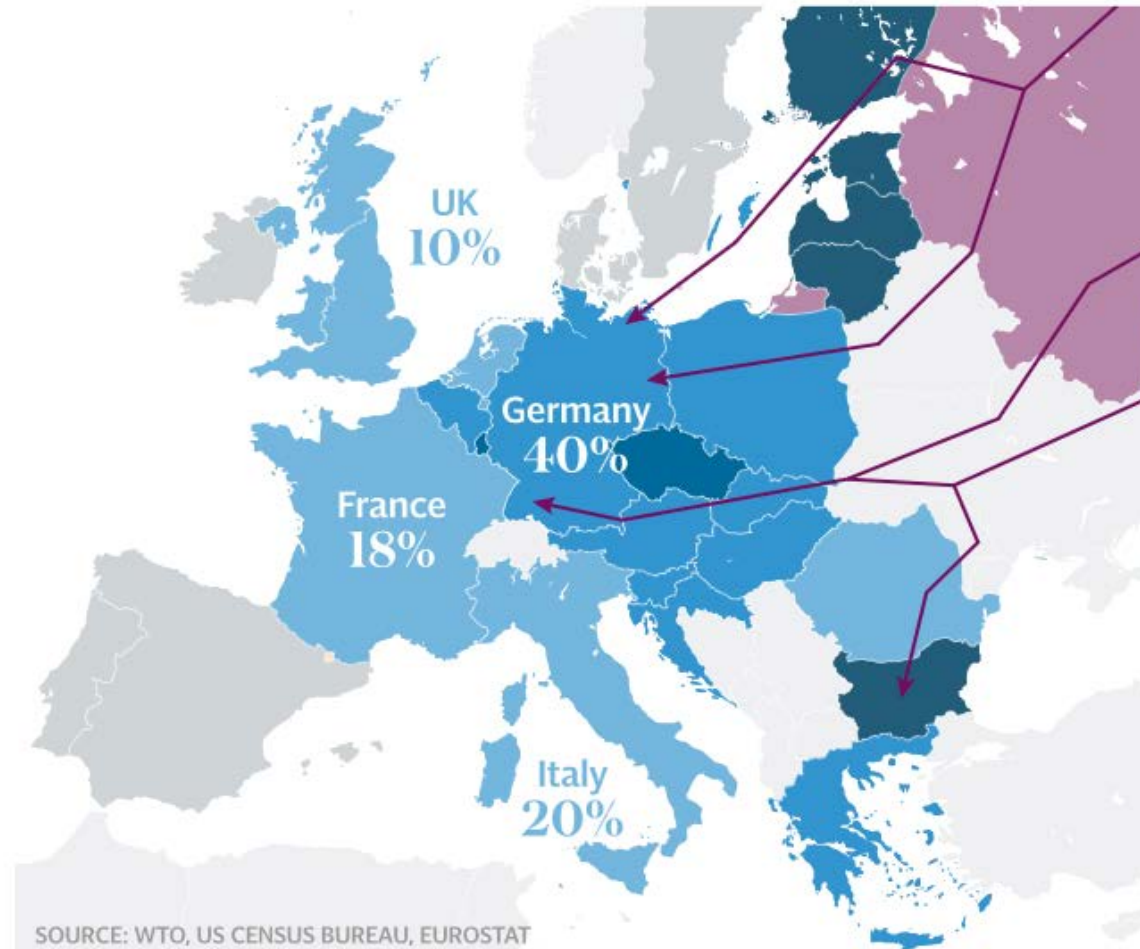 UK
10%
Germany
40%
France
18%
Italy
20%
SOURCE: WTO, US CENSUS BUREAU, EUROSTAT